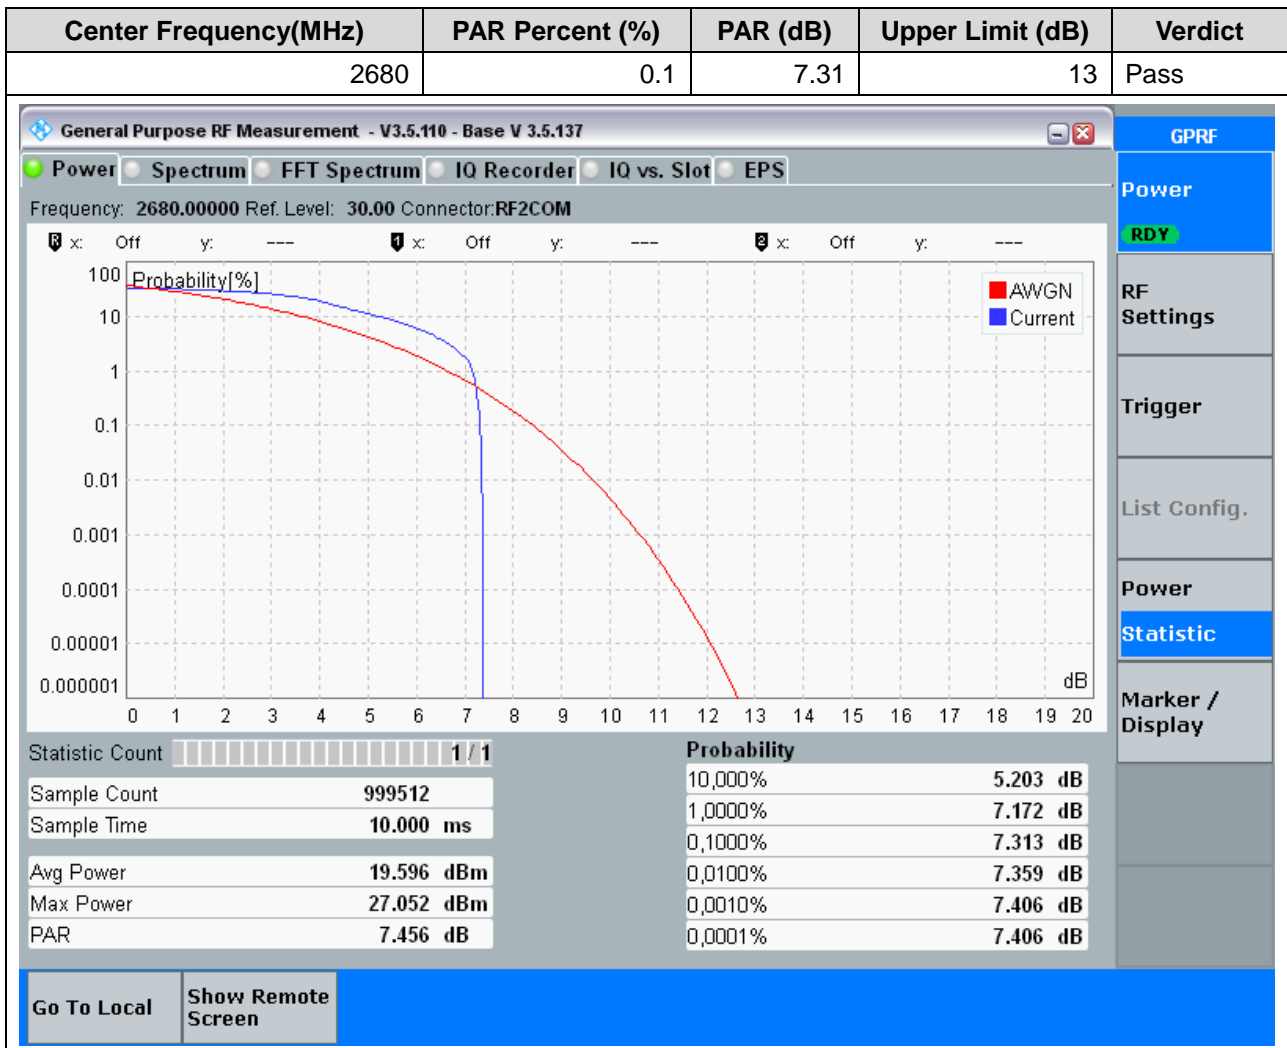 Center Frequency(MHz) PAR Percent (%) PAR (dB) Upper Limit (dB) Verdict
2680 0.1 7.31 13 Pass
General Purpose RF Measurement - V3.5.110 - Base V 3.5.137
GPRF
Power Spectrum FFT Spectrum IQ Recorder IQ vs. Slot EPS
Power
RDY
Frequency: 2680.00000 Ref. Level: 30.00 Connector:RF2COM
R x: Off y: --- 1 x: Off y: --- 2 x: Off y: ---
Probability[%]
AWGN
Current
100
10
1
0.1
0.01
0.001
0.0001
0.00001
0.000001
dB
0 1 2 3 4 5 6 7 8 9 10 11 12 13 14 15 16 17 18 19 20
RF
Settings
Trigger
List Config.
Power
Statistic
Marker /
Display
Statistic Count 1 / 1
Sample Count 999512
Sample Time 10.000 ms
Avg Power 19.596 dBm
Max Power 27.052 dBm
PAR 7.456 dB
Probability
10,000% 5.203 dB
1,0000% 7.172 dB
0,1000% 7.313 dB
0,0100% 7.359 dB
0,0010% 7.406 dB
0,0001% 7.406 dB
Go To Local
Show Remote
Screen